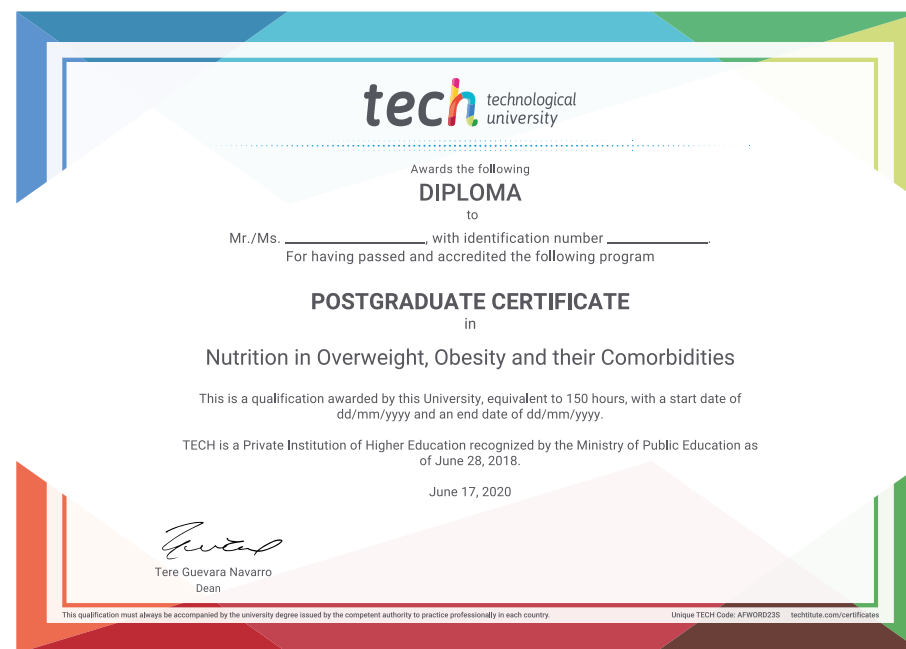 tech technological
university
Awards the following
DIPLOMA
to
Mr./Ms. ____________________, with identification number ______________.
For having passed and accredited the following program
POSTGRADUATE CERTIFICATE
in
Nutrition in Overweight, Obesity and their Comorbidities
This is a qualification awarded by this University, equivalent to 150 hours, with a start date of
dd/mm/yyyy and an end date of dd/mm/yyyy.
TECH is a Private Institution of Higher Education recognized by the Ministry of Public Education as
of June 28, 2018.
June 17, 2020
Tere Guevara Navarro
Dean
This qualification must always be accompanied by the university degree issued by the competent authority to practice professionally in each country. Unique TECH Code: AFWORD23S techtitute.com/certificates